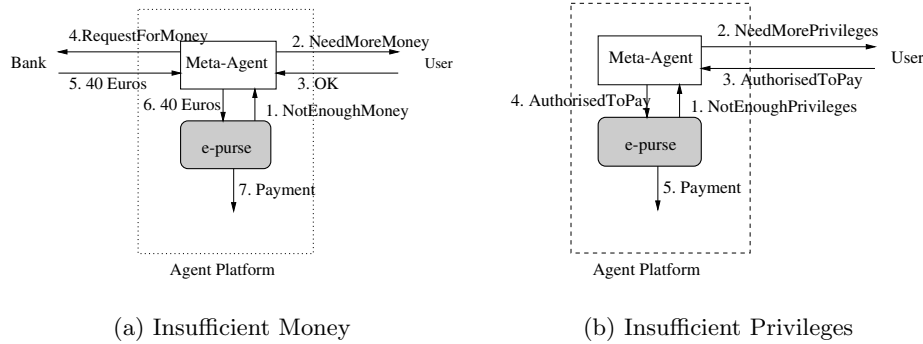 4.RequestForMoney
2. NeedMoreMoney
Bank
Meta-Agent
User
5. 40 Euros
3. OK
6. 40 Euros
1. NotEnoughMoney
e-purse
7. Payment
Agent Platform
(a) Insufficient Money
2. NeedMorePrivileges
Meta-Agent
User
3. AuthorisedToPay
4. AuthorisedToPay
1. NotEnoughPrivileges
e-purse
5. Payment
Agent Platform
(b) Insufficient Privileges